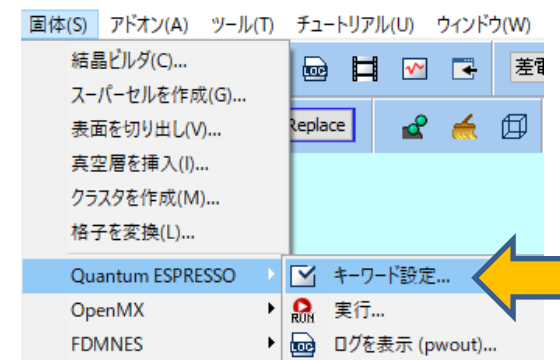 固体(S) アドオン(A) ツール(T) チュートリアル(U) ウィンドウ(W)
結晶ビルダ(C)...
LOG
スーパーセルを作成(G)...
表面を切り出し(V)...
Replace
真空層を挿入(I)...
クラスタを作成(M)...
格子を変換(L)...
Quantum ESPRESSO
キーワード設定...
OpenMX
RUN 実行...
FDMNES
LOG ログを表示 (pwout)...